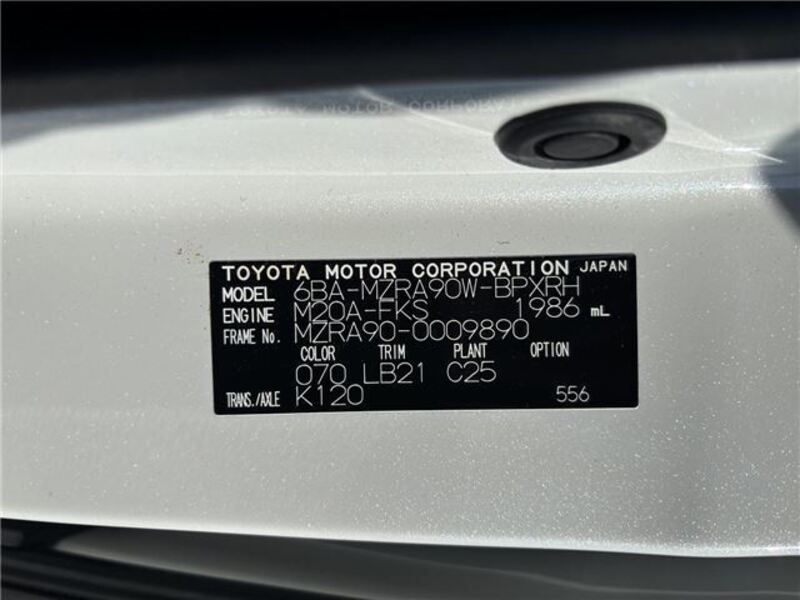 TOYOTA MOTOR CORPORATION JAPAN
MODEL 6BA-MZRA90W-BPXRH
ENGINE M20A-FKS 1986 mL
FRAME No. MZRA90-0009890
COLOR TRIM PLANT OPTION
070 LB21 C25
TRANS./AXLE K120 556